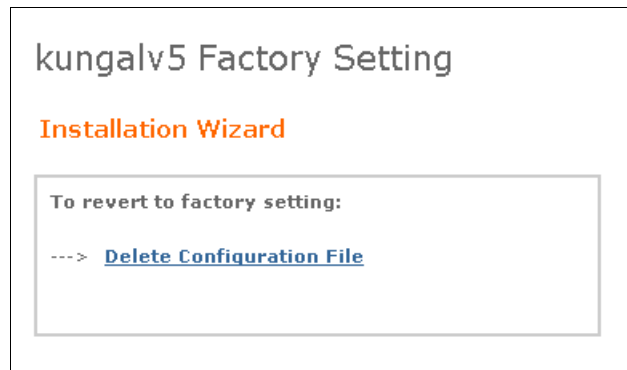 kungalv5 Factory Setting
Installation Wizard
To revert to factory setting:
---> Delete Configuration File